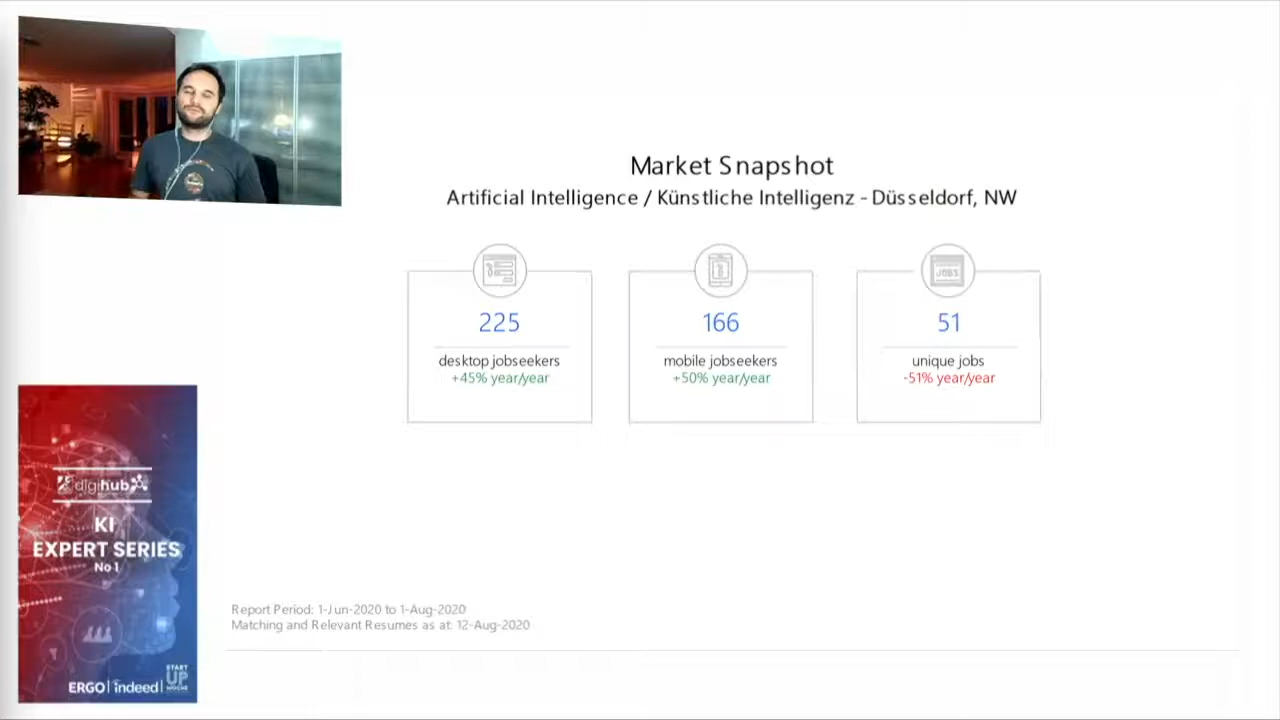 Market Snapshot
Artificial Intelligence / Künstliche Intelligenz - Düsseldorf, NW
JOBS
225
desktop jobseekers
+45% year/year
166
mobile jobseekers
+50% year/year
51
unique jobs
-51% year/year
digihub
KI
EXPERT SERIES
No 1
START
UP
WOCHE
ERGO | indeed |
Report Period: 1-Jun-2020 to 1-Aug-2020
Matching and Relevant Resumes as at: 12-Aug-2020